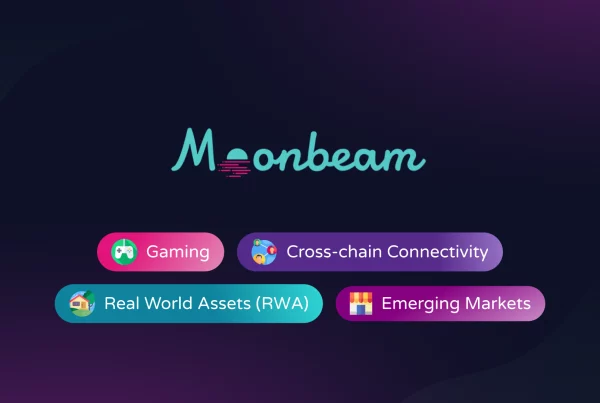 Moonbeam
Gaming
Cross-chain Connectivity
Real World Assets (RWA)
Emerging Markets